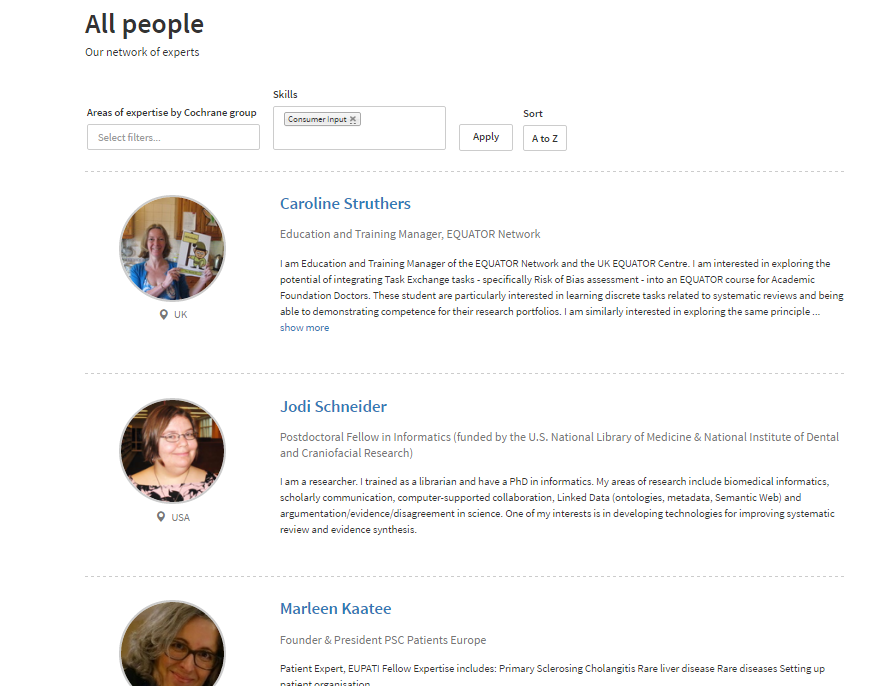 All people
Our network of experts
Skills
Areas of expertise by Cochrane group
Consumer Input ×
Sort
Select filters...
Apply
A to Z
Caroline Struthers
Education and Training Manager, EQUATOR Network
I am Education and Training Manager of the EQUATOR Network and the UK EQUATOR Centre. I am interested in exploring the
potential of integrating Task Exchange tasks - specifically Risk of Bias assessment - into an EQUATOR course for Academic
Foundation Doctors. These student are particularly interested in learning discrete tasks related to systematic reviews and being
able to demonstrating competence for their research portfolios. I am similarly interested in exploring the same principle ...
show more
UK
Jodi Schneider
Postdoctoral Fellow in Informatics (funded by the U.S. National Library of Medicine & National Institute of Dental
and Craniofacial Research)
I am a researcher. I trained as a librarian and have a PhD in informatics. My areas of research include biomedical informatics,
scholarly communication, computer-supported collaboration, Linked Data (ontologies, metadata, Semantic Web) and
argumentation/evidence/disagreement in science. One of my interests is in developing technologies for improving systematic
review and evidence synthesis.
USA
Marleen Kaatee
Founder & President PSC Patients Europe
Patient Expert, EUPATI Fellow Expertise includes: Primary Sclerosing Cholangitis Rare liver disease Rare diseases Setting up
patient organisation